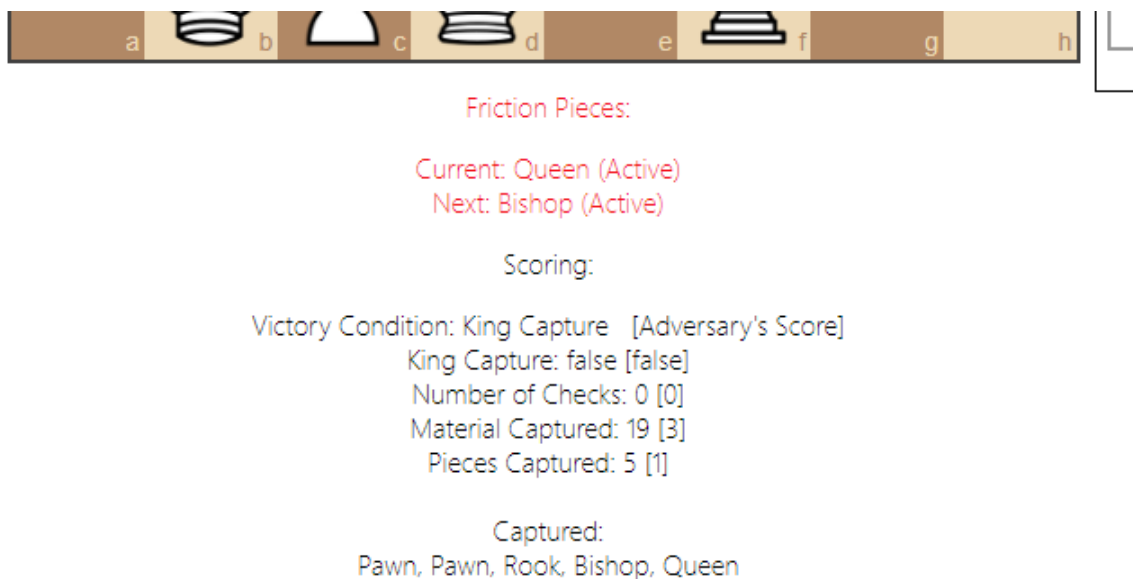 a b c d e f g h
Friction Pieces:
Current: Queen (Active)
Next: Bishop (Active)
Scoring:
Victory Condition: King Capture [Adversary's Score]
King Capture: false [false]
Number of Checks: 0 [0]
Material Captured: 19 [3]
Pieces Captured: 5 [1]
Captured:
Pawn, Pawn, Rook, Bishop, Queen